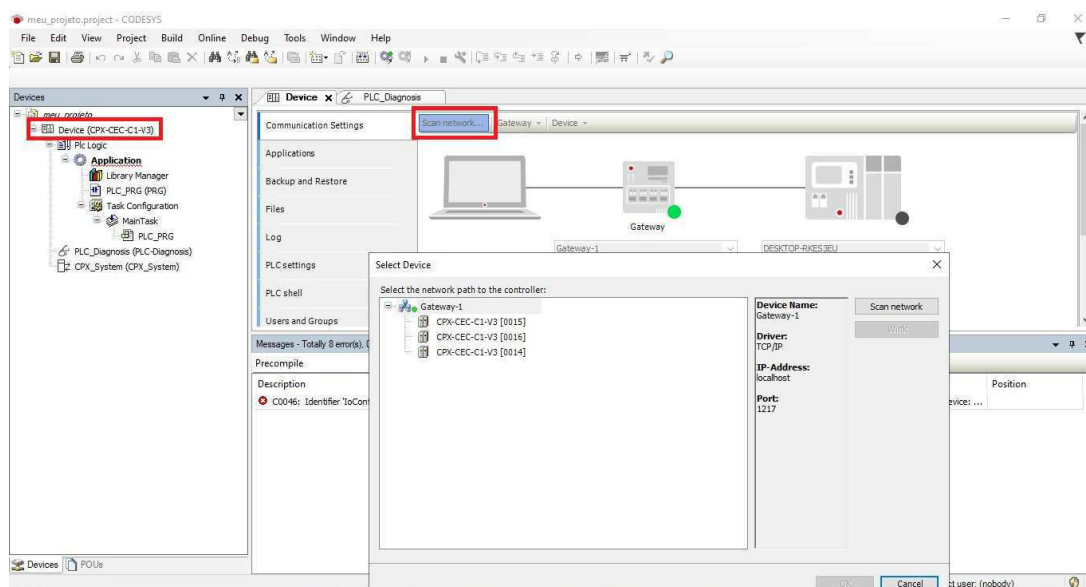 meu_projeto.project - CODESYS
File Edit View Project Build Online Debug Tools Window Help
Devices
meu_projeto
Device (CPX-CEC-C1-V3)
Plc Logic
Application
Library Manager
PLC_PRG (PRG)
Task Configuration
MainTask
PLC_PRG
PLC_Diagnosis (PLC-Diagnosis)
CPX_System (CPX_System)
Devices POUs
Device PLC_Diagnosis
Communication Settings
Applications
Backup and Restore
Files
Log
PLC settings
PLC shell
Users and Groups
Scan network... Gateway Device
Gateway
Gateway-1 DESKTOP-RKES3EU
Select Device
Select the network path to the controller:
Gateway-1
CPX-CEC-C1-V3 [0015]
CPX-CEC-C1-V3 [0016]
CPX-CEC-C1-V3 [0014]
Device Name:
Gateway-1
Driver:
TCP/IP
IP-Address:
localhost
Port:
1217
Scan network
Wink
OK Cancel
Messages - Totally 8 error(s),
Precompile
Description Position
C0046: Identifier 'IoConf
evice: ...
ct user: (nobody)